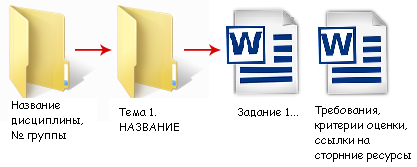 W
W
Название
дисциплины,
№ группы
Тема 1.
НАЗВАНИЕ
Задание 1...
Требования,
критерии оценки,
ссылки на
сторнние ресурсы